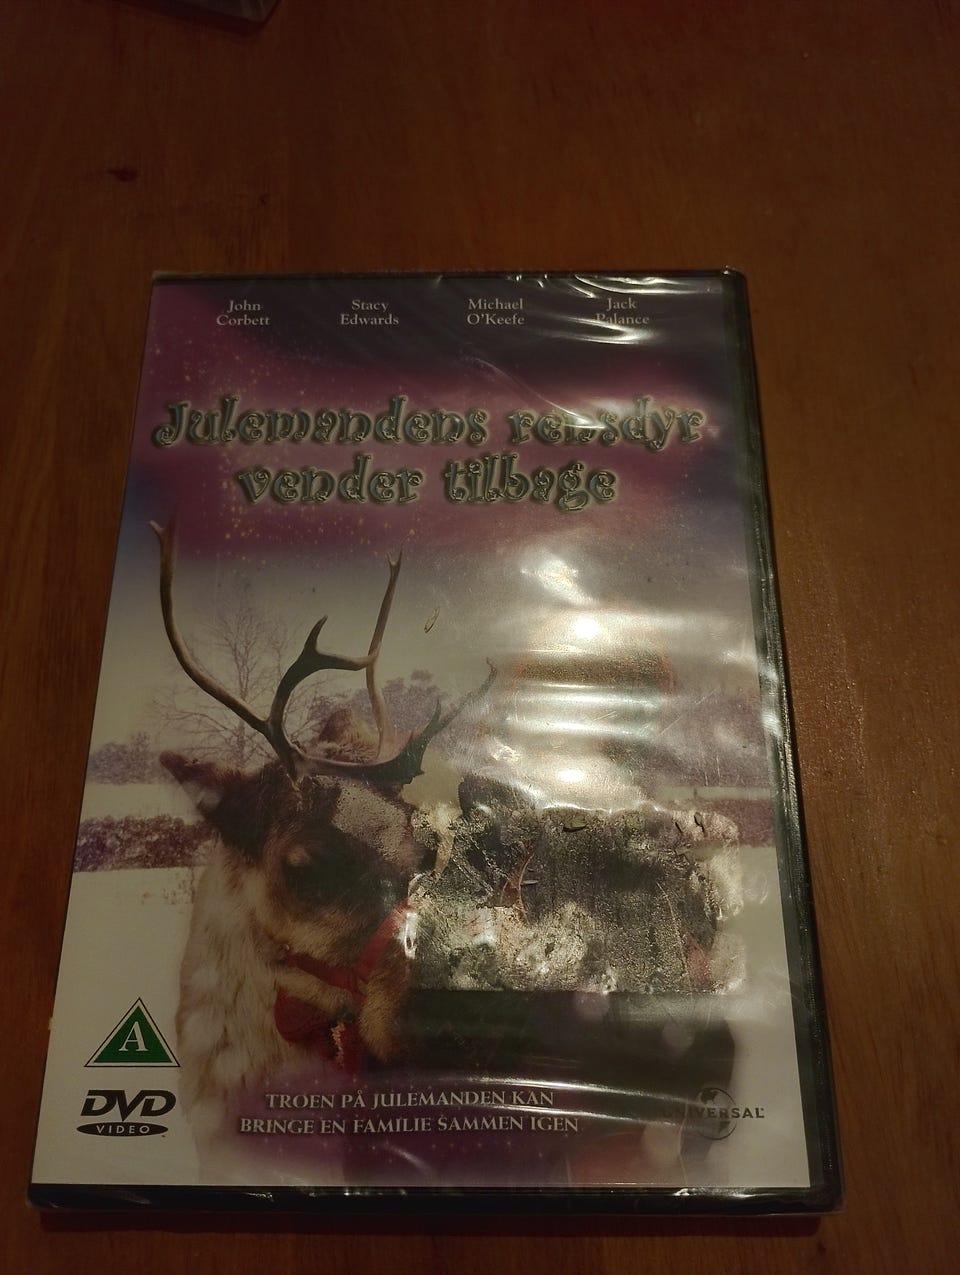 John Corbett
Stacy Edwards
Michael O'Keefe
Jack Palance
Julemandens rensdyr
vender tilbage
A
DVD
VIDEO
TROEN PÅ JULEMANDEN KAN
BRINGE EN FAMILIE SAMMEN IGEN
UNIVERSAL